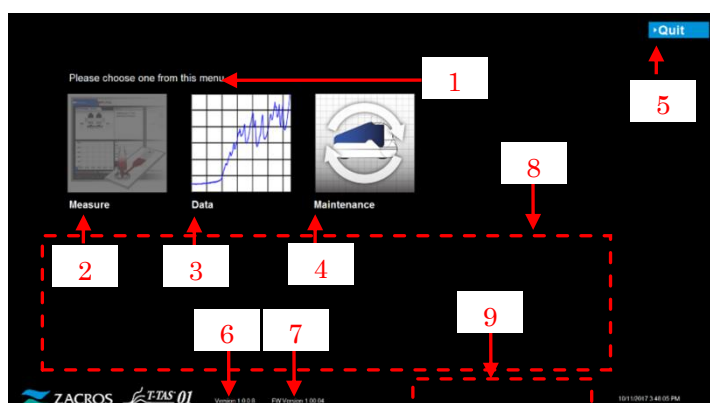 Quit
Please choose one from this menu
1
5
8
Measure
Data
Maintenance
2
3
4
6
7
9
ZACROS T-TAS 01
Version 1.0.0.0
FW Version 1.00.04
10/11/2017 3:48:05 PM